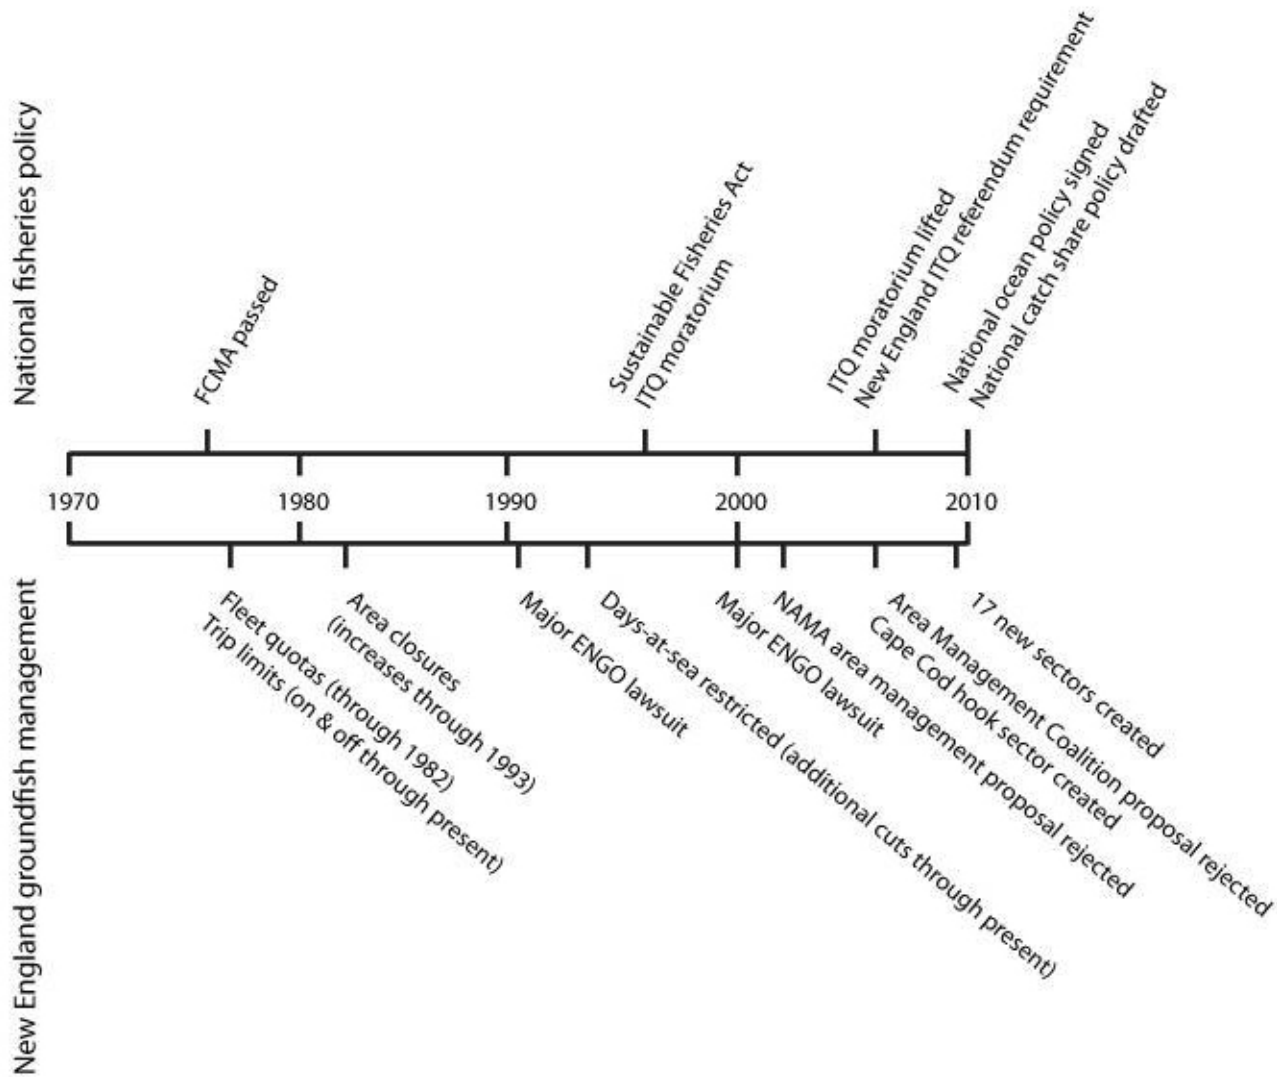 National fisheries policy
FCMA passed
Sustainable Fisheries Act
ITQ moratorium
ITQ moratorium lifted
New England ITQ referendum requirement
National ocean policy signed
National catch share policy drafted
1970
1980
1990
2000
2010
New England groundfish management
Fleet quotas (through 1982)
Trip limits (on & off through present)
Area closures
(increases through 1993)
Major ENGO lawsuit
Days-at-sea restricted (additional cuts through present)
Major ENGO lawsuit
NAMA area management proposal rejected
Area Management Coalition proposal rejected
Cape Cod hook sector created
17 new sectors created